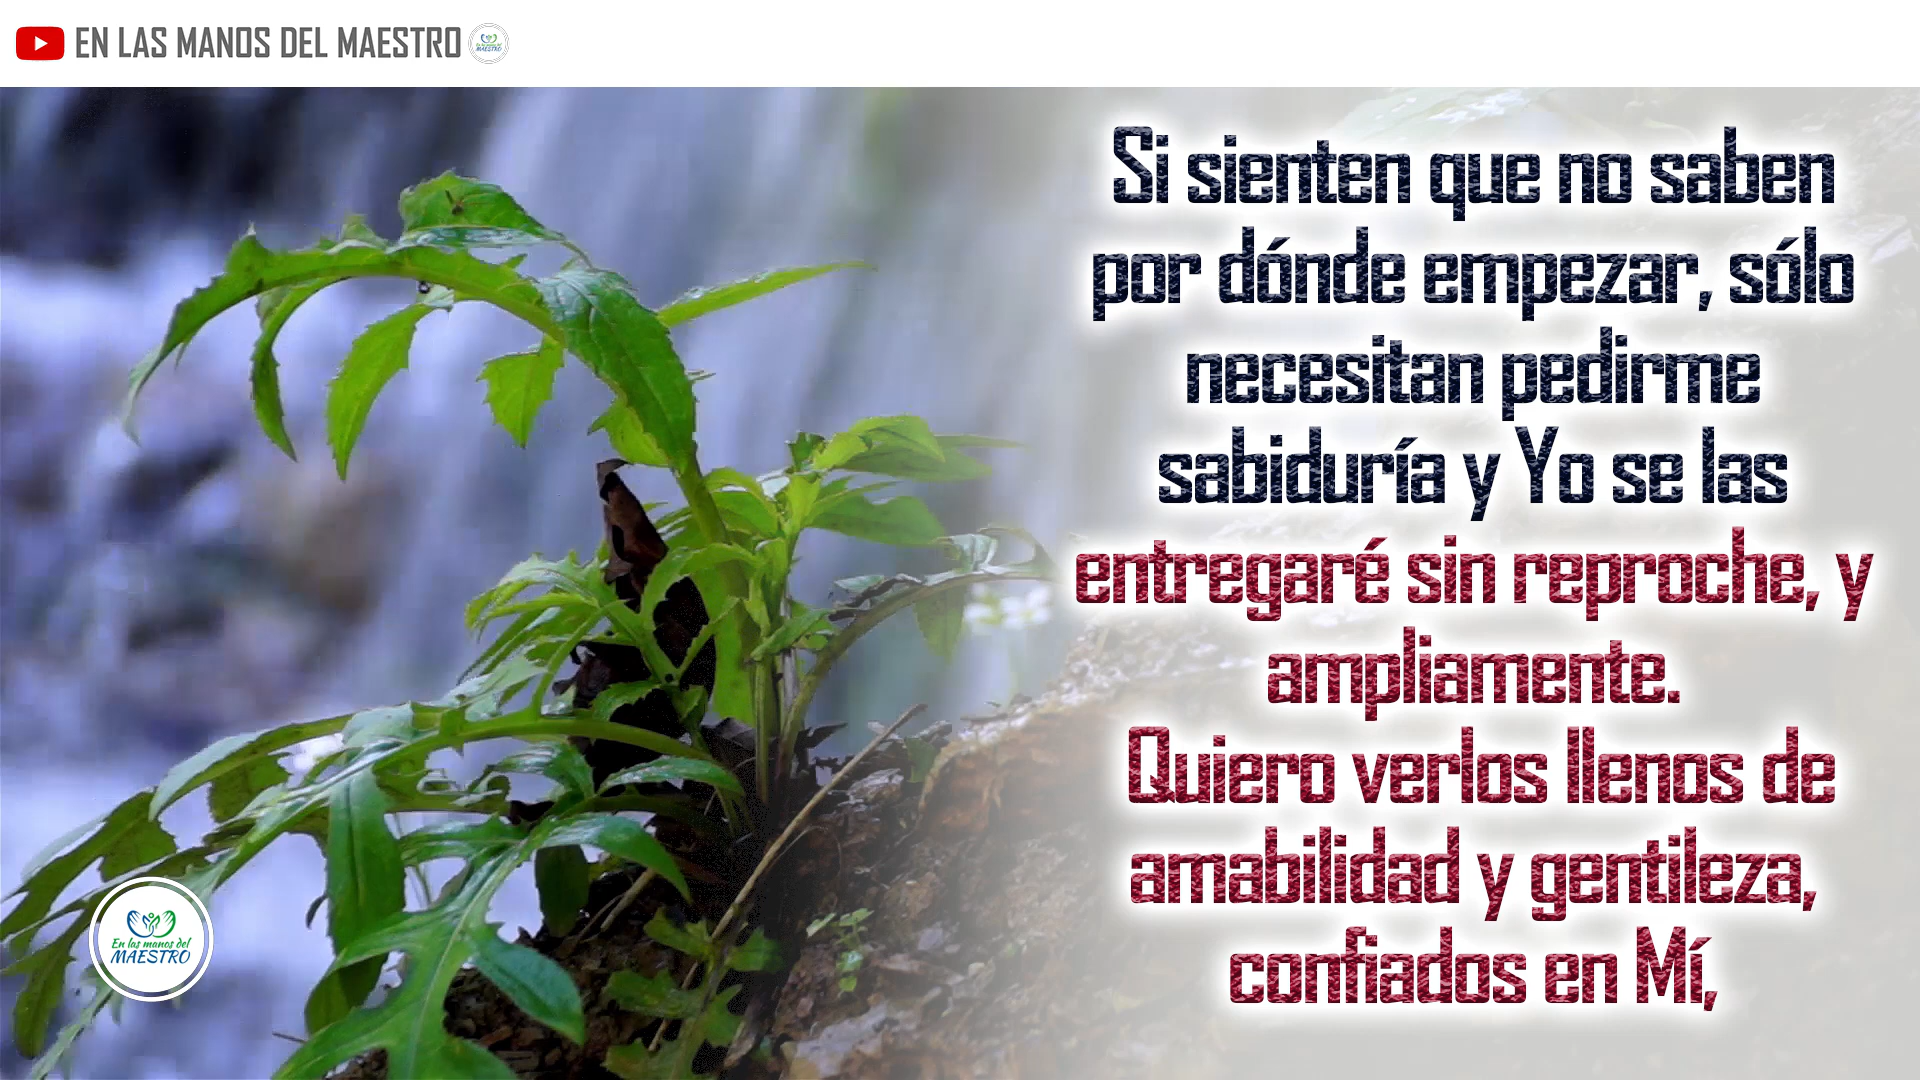 EN LAS MANOS DEL MAESTRO
Si sienten que no saben
por dónde empezar, sólo
necesitan pedirme
sabiduría y Yo se las
entregaré sin reproche, y
ampliamente.
Quiero verlos llenos de
amabilidad y gentileza,
confiados en Mí,
En las manos del
MAESTRO